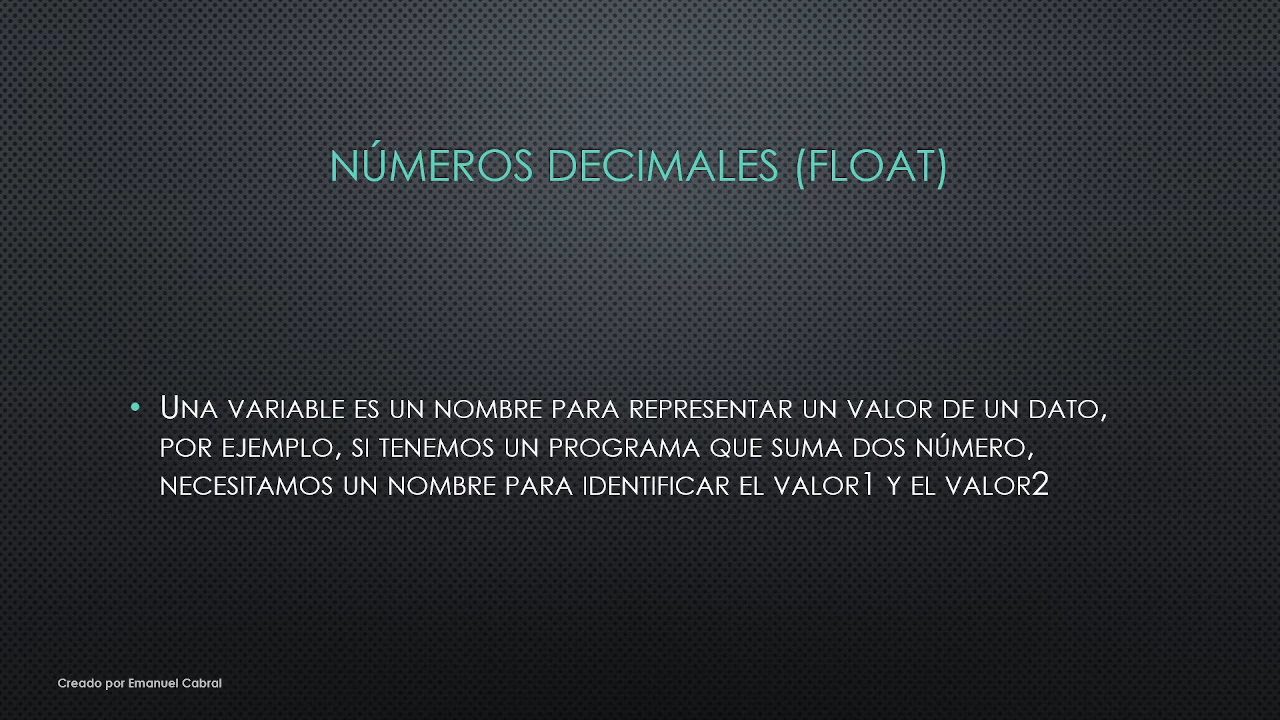 NÚMEROS DECIMALES (FLOAT)
• UNA VARIABLE ES UN NOMBRE PARA REPRESENTAR UN VALOR DE UN DATO,
POR EJEMPLO, SI TENEMOS UN PROGRAMA QUE SUMA DOS NÚMERO,
NECESITAMOS UN NOMBRE PARA IDENTIFICAR EL VALOR1 Y EL VALOR2
Creado por Emanuel Cabral